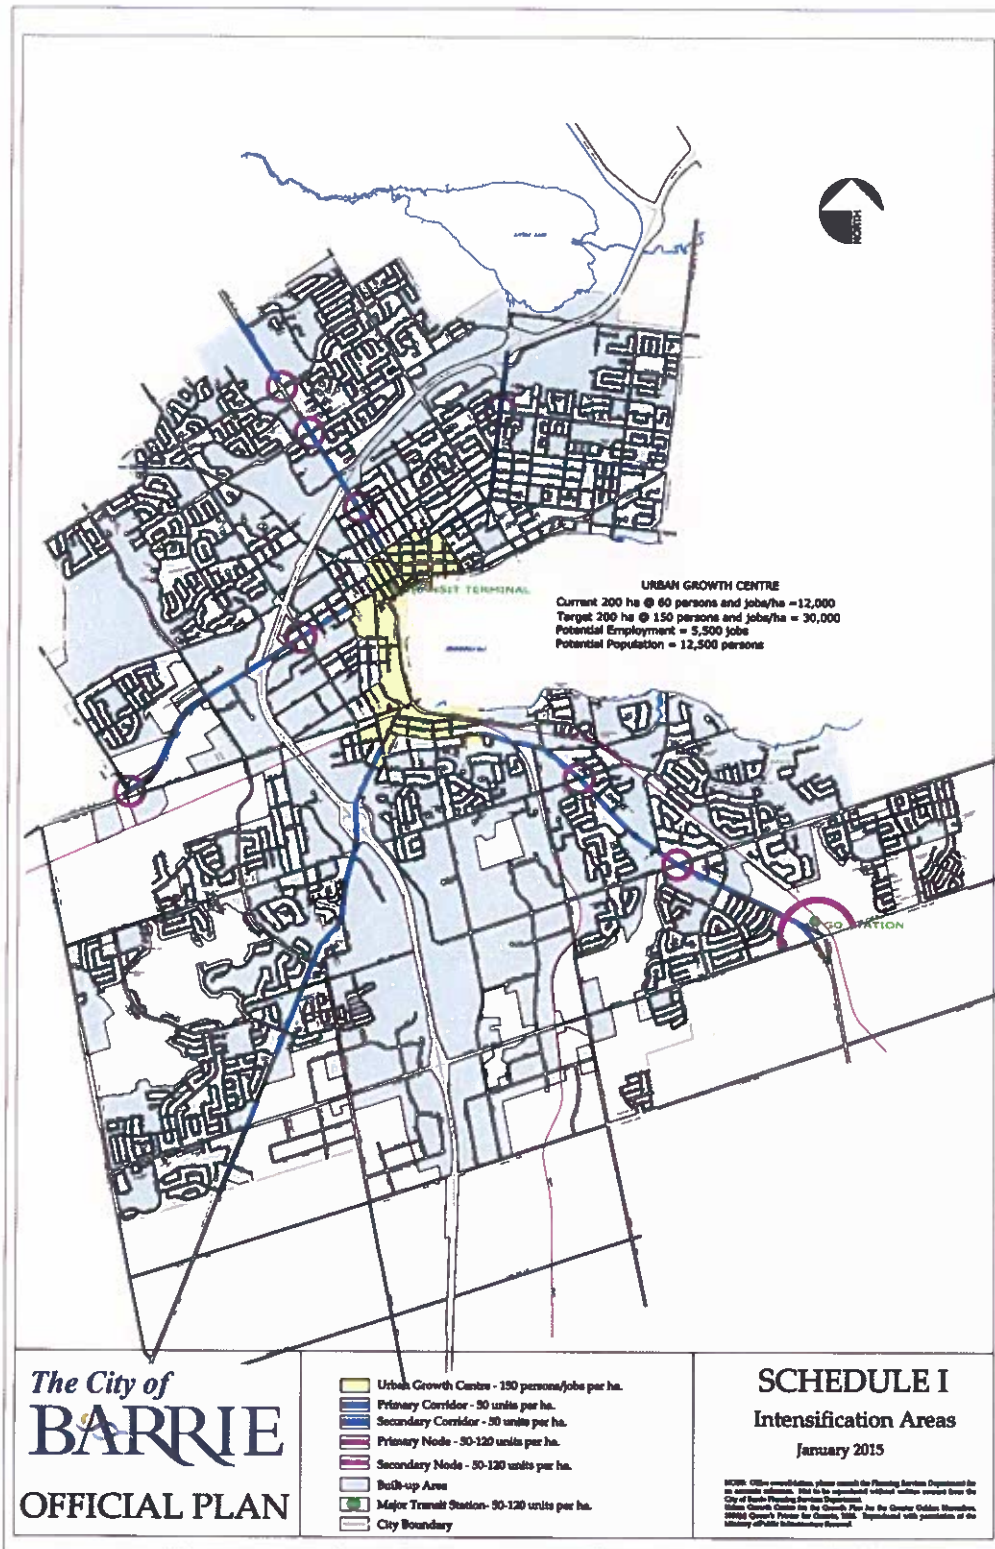 NORTH
TRANSIT TERMINAL
URBAN GROWTH CENTRE
Current 200 ha @ 60 persons and jobs/ha =12,000
Target 200 ha @ 150 persons and jobs/ha = 30,000
Potential Employment = 5,500 jobs
Potential Population = 12,500 persons
GO STATION
The City of
BARRIE
OFFICIAL PLAN
Urban Growth Centre - 150 persons/jobs per ha.
Primary Corridor - 50 units per ha.
Secondary Corridor - 50 units per ha.
Primary Node - 50-120 units per ha.
Secondary Node - 50-120 units per ha.
Built-up Area
Major Transit Station- 50-120 units per ha.
City Boundary
SCHEDULE I
Intensification Areas
January 2015